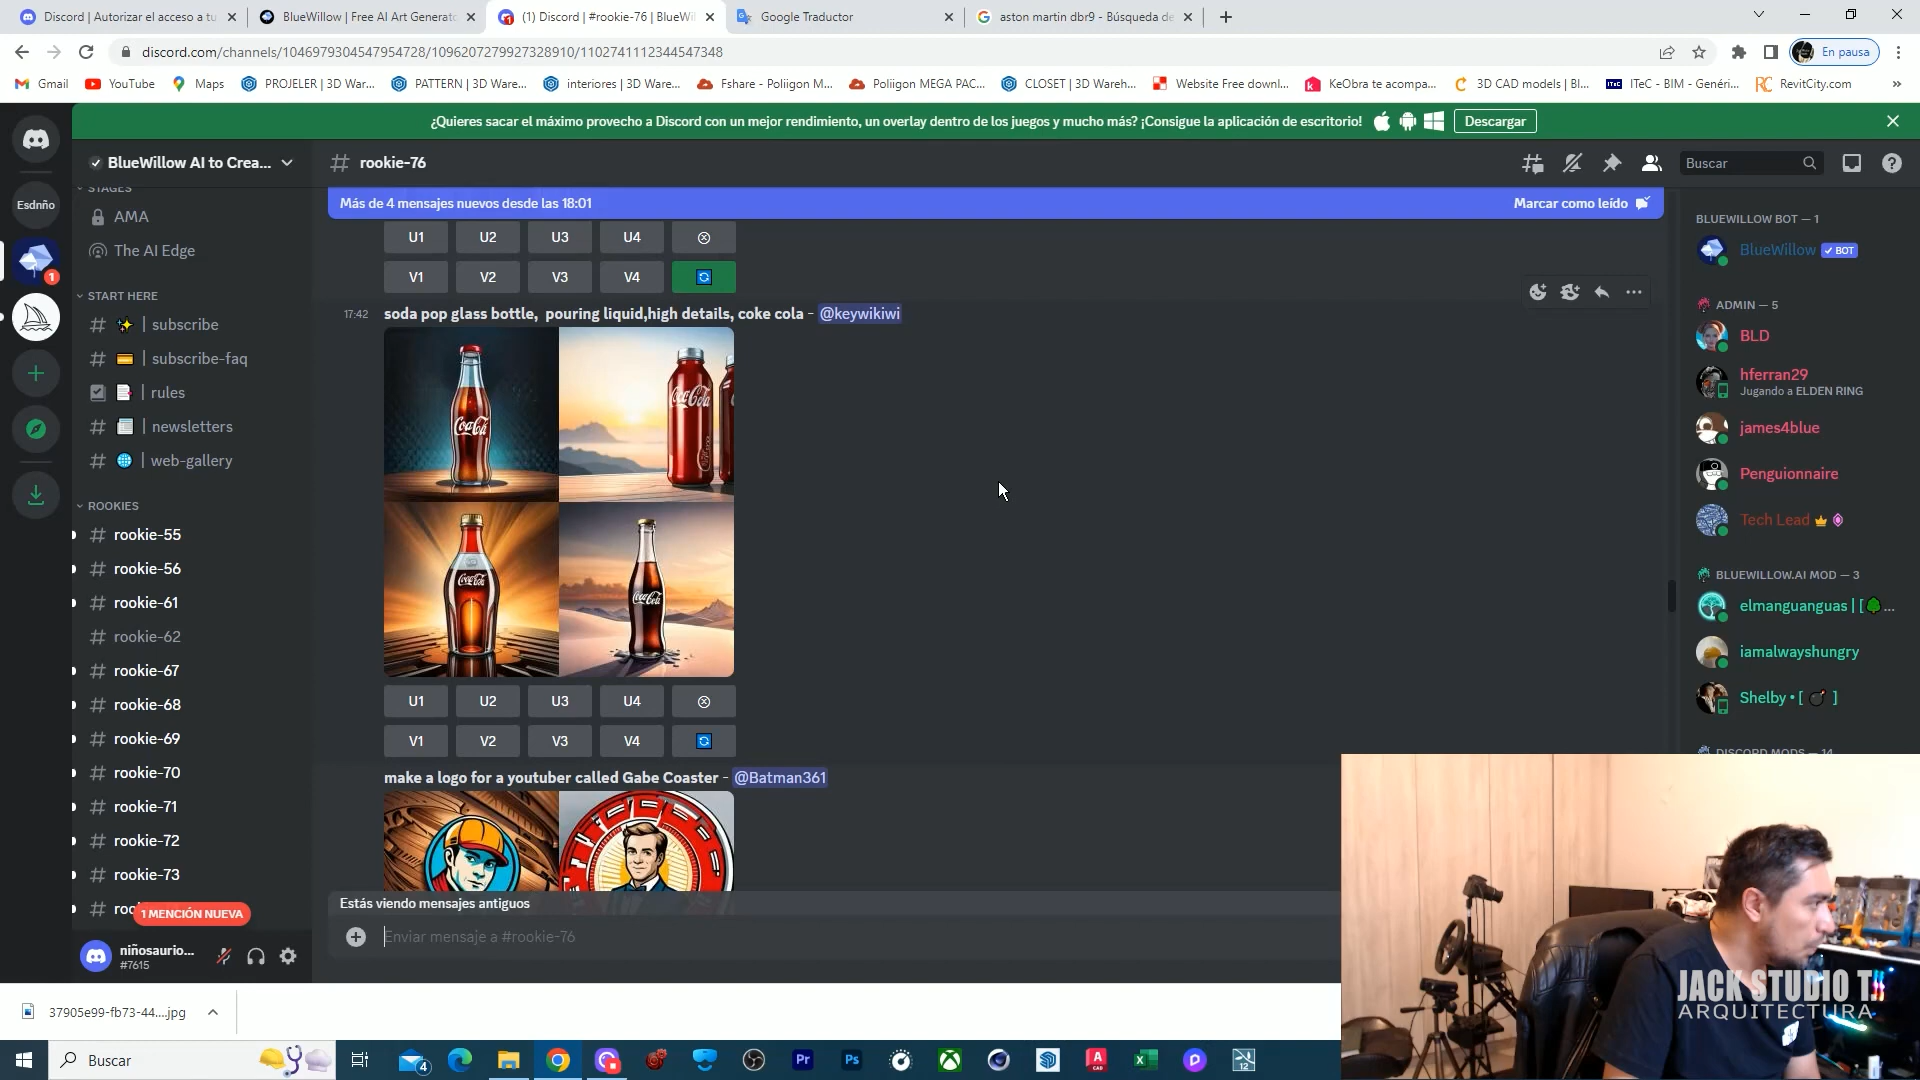 Discord | Autorizar el acceso a tu
BlueWillow | Free AI Art Generato
(1) Discord | #rookie-76 | BlueWil
Google Traductor
aston martin dbr9 - Búsqueda de
discord.com/channels/1046979304547954728/1096207279927328910/1102741112344547348
En pausa
Gmail
YouTube
Maps
PROJELER | 3D War...
PATTERN | 3D Ware...
interiores | 3D Ware...
Fshare - Poliigon M...
Poliigon MEGA PAC...
CLOSET | 3D Wareh...
Website Free downl...
KeObra te acompa...
3D CAD models | Bl...
ITeC - BIM - Genéri...
RevitCity.com
¿Quieres sacar el máximo provecho a Discord con un mejor rendimiento, un overlay dentro de los juegos y mucho más? ¡Consigue la aplicación de escritorio!
Descargar
BlueWillow AI to Crea...
# rookie-76
Buscar
Esdnño
STAGES
AMA
The AI Edge
START HERE
# | subscribe
# | subscribe-faq
| rules
# | newsletters
# | web-gallery
ROOKIES
# rookie-55
# rookie-56
# rookie-61
# rookie-62
# rookie-67
# rookie-68
# rookie-69
# rookie-70
# rookie-71
# rookie-72
# rookie-73
# roo
1 MENCIÓN NUEVA
niñosaurio...
#7615
Más de 4 mensajes nuevos desde las 18:01
Marcar como leído
U1 U2 U3 U4
V1 V2 V3 V4
17:42 soda pop glass bottle, pouring liquid,high details, coke cola - @keywikiwi
Coca Cola
U1 U2 U3 U4
V1 V2 V3 V4
make a logo for a youtuber called Gabe Coaster - @Batman361
Estás viendo mensajes antiguos
Enviar mensaje a #rookie-76
BLUEWILLOW BOT — 1
BlueWillow BOT
ADMIN — 5
BLD
hferran29
Jugando a ELDEN RING
james4blue
Penguionnaire
Tech Lead
BLUEWILLOW.AI MOD — 3
elmanguanguas | [ ...
iamalwayshungry
Shelby • [ ]
DISCORD MODS — 14
JACK STUDIO T.
ARQUITECTURA
37905e99-fb73-44....jpg
Buscar
4
Pr
Ps
12